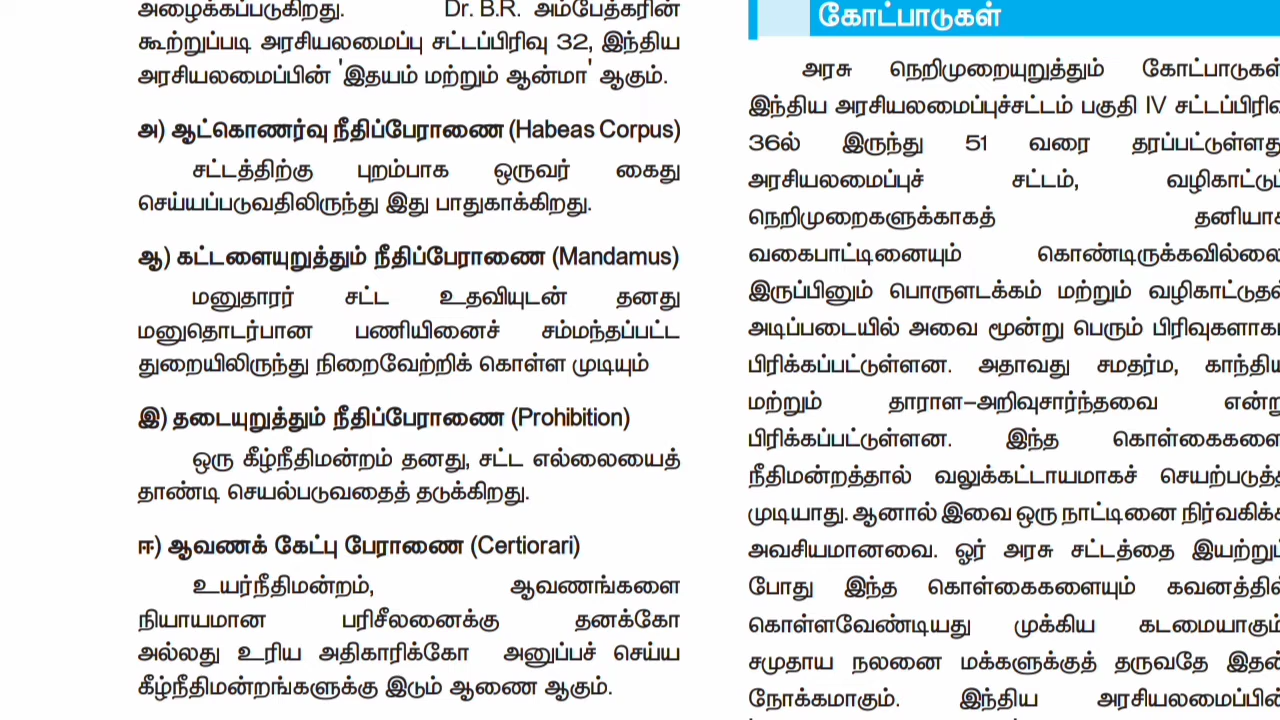 அழைக்கப்படுகிறது. Dr. B.R. அம்பேத்கரின்
கூற்றுப்படி அரசியலமைப்பு சட்டப்பிரிவு 32, இந்திய
அரசியலமைப்பின் 'இதயம் மற்றும் ஆன்மா' ஆகும்.
அ) ஆட்கொணர்வு நீதிப்பேராணை (Habeas Corpus)
சட்டத்திற்கு புறம்பாக ஒருவர் கைது
செய்யப்படுவதிலிருந்து இது பாதுகாக்கிறது.
ஆ) கட்டளையுறுத்தும் நீதிப்பேராணை (Mandamus)
மனுதாரர் சட்ட உதவியுடன் தனது
மனுதொடர்பான பணியினைச் சம்மந்தப்பட்ட
துறையிலிருந்து நிறைவேற்றிக் கொள்ள முடியும்
இ) தடையுறுத்தும் நீதிப்பேராணை (Prohibition)
ஒரு கீழ்நீதிமன்றம் தனது, சட்ட எல்லையைத்
தாண்டி செயல்படுவதைத் தடுக்கிறது.
ஈ) ஆவணக் கேட்பு பேராணை (Certiorari)
உயர்நீதிமன்றம், ஆவணங்களை
நியாயமான பரிசீலனைக்கு தனக்கோ
அல்லது உரிய அதிகாரிக்கோ அனுப்பச் செய்ய
கீழ்நீதிமன்றங்களுக்கு இடும் ஆணை ஆகும்.
கோட்பாடுகள்
அரசு நெறிமுறையுறுத்தும் கோட்பாடுகள்
இந்திய அரசியலமைப்புச்சட்டம் பகுதி IV சட்டப்பிரிவு
36ல் இருந்து 51 வரை தரப்பட்டுள்ளது
அரசியலமைப்புச் சட்டம்,
நெறிமுறைகளுக்காகத்
வகைபாட்டினையும் கொண்டிருக்கவில்லை
இருப்பினும் பொருளடக்கம் மற்றும் வழிகாட்டுதல்
அடிப்படையில் அவை மூன்று பெரும் பிரிவுகளாகப்
பிரிக்கப்பட்டுள்ளன. அதாவது சமதர்ம, காந்திய
மற்றும் தாராள–அறிவுசார்ந்தவை என்று
பிரிக்கப்பட்டுள்ளன. இந்த கொள்கைகளை
நீதிமன்றத்தால் வலுக்கட்டாயமாகச் செயற்படுத்த
முடியாது. ஆனால் இவை ஒரு நாட்டினை நிர்வகிக்க
அவசியமானவை. ஓர் அரசு சட்டத்தை இயற்றும்
போது இந்த கொள்கைகளையும் கவனத்தில்
கொள்ளவேண்டியது முக்கிய கடமையாகும்
சமுதாய நலனை மக்களுக்குத் தருவதே இதன்
நோக்கமாகும். இந்திய அரசியலமைப்பின்